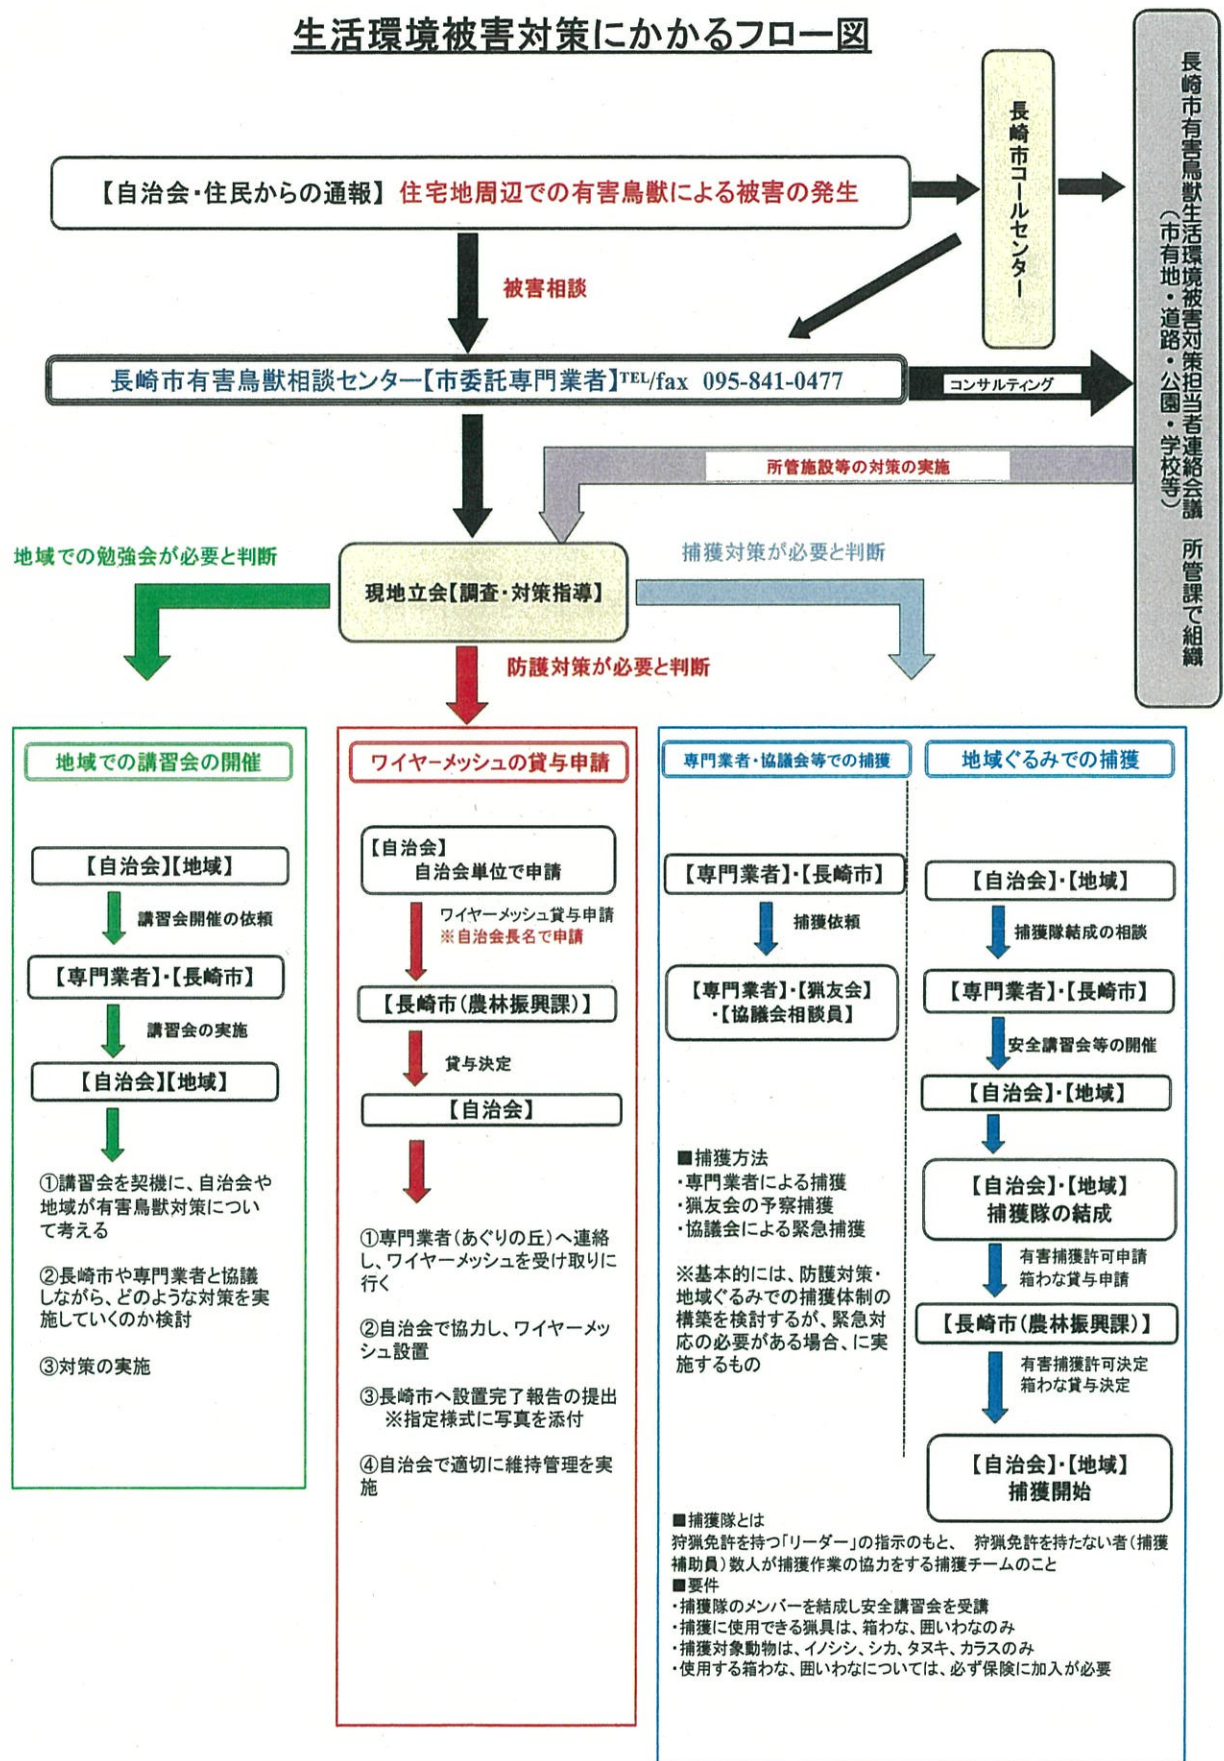 生活環境被害対策にかかるフロー図
【自治会・住民からの通報】 住宅地周辺での有害鳥獣による被害の発生
長崎市コールセンター
長崎市有害鳥獣生活環境被害対策担当者連絡会議 所管課で組織
（市有地・道路・公園・学校等）
被害相談
長崎市有害鳥獣相談センター【市委託専門業者】TEL/fax 095-841-0477
コンサルティング
所管施設等の対策の実施
地域での勉強会が必要と判断
現地立会【調査・対策指導】
捕獲対策が必要と判断
防護対策が必要と判断
地域での講習会の開催
【自治会】【地域】
講習会開催の依頼
【専門業者】・【長崎市】
講習会の実施
【自治会】【地域】
①講習会を契機に、自治会や
地域が有害鳥獣対策につい
て考える
②長崎市や専門業者と協議
しながら、どのような対策を実
施していくのか検討
③対策の実施
ワイヤーメッシュの貸与申請
【自治会】
自治会単位で申請
ワイヤーメッシュ貸与申請
※自治会長名で申請
【長崎市（農林振興課）】
貸与決定
【自治会】
①専門業者（あぐりの丘）へ連絡
し、ワイヤーメッシュを受け取りに
行く
②自治会で協力し、ワイヤーメッ
シュ設置
③長崎市へ設置完了報告の提出
※指定様式に写真を添付
④自治会で適切に維持管理を実
施
専門業者・協議会等での捕獲
【専門業者】・【長崎市】
捕獲依頼
【専門業者】・【猟友会】
・【協議会相談員】
■捕獲方法
・専門業者による捕獲
・猟友会の予察捕獲
・協議会による緊急捕獲
※基本的には、防護対策・
地域ぐるみでの捕獲体制の
構築を検討するが、緊急対
応の必要がある場合、に実
施するもの
地域ぐるみでの捕獲
【自治会】・【地域】
捕獲隊結成の相談
【専門業者】・【長崎市】
安全講習会等の開催
【自治会】・【地域】
【自治会】・【地域】
捕獲隊の結成
有害捕獲許可申請
箱わな貸与申請
【長崎市（農林振興課）】
有害捕獲許可決定
箱わな貸与決定
【自治会】・【地域】
捕獲開始
■捕獲隊とは
狩猟免許を持つ「リーダー」の指示のもと、 狩猟免許を持たない者（捕獲
補助員）数人が捕獲作業の協力をする捕獲チームのこと
■要件
・捕獲隊のメンバーを結成し安全講習会を受講
・捕獲に使用できる猟具は、箱わな、囲いわなのみ
・捕獲対象動物は、イノシシ、シカ、タヌキ、カラスのみ
・使用する箱わな、囲いわなについては、必ず保険に加入が必要